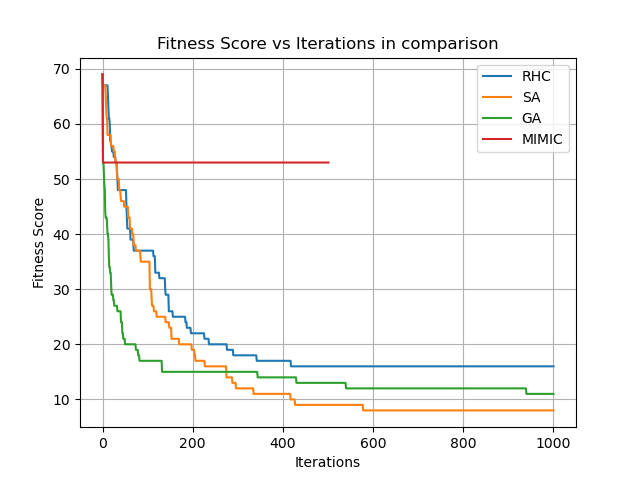 Fitness Score vs Iterations in comparison
70
60
50
40
30
20
10
Fitness Score
RHC
SA
GA
MIMIC
0
200
400
600
800
1000
Iterations